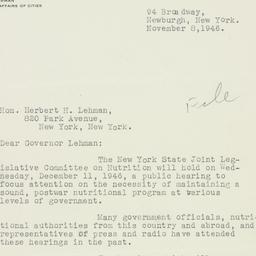 AFFAIRS OF CITIES
94 Broadway,
Newburgh, New York.
November 8, 1946.
File
Hon. Herbert H. Lehman,
820 Park Avenue,
New York, New York.
Dear Governor Lehman:
The New York State Joint Leg-
islative Committee on Nutrition will hold on Wed-
nesday, December 11, 1946, a public hearing to
focus attention on the necessity of maintaining a
sound, postwar nutritional program at various
levels of government.
Many government officials, nutri-
tional authorities from this country and abroad, and
representatives of press and radio have attended
these hearings in the past.